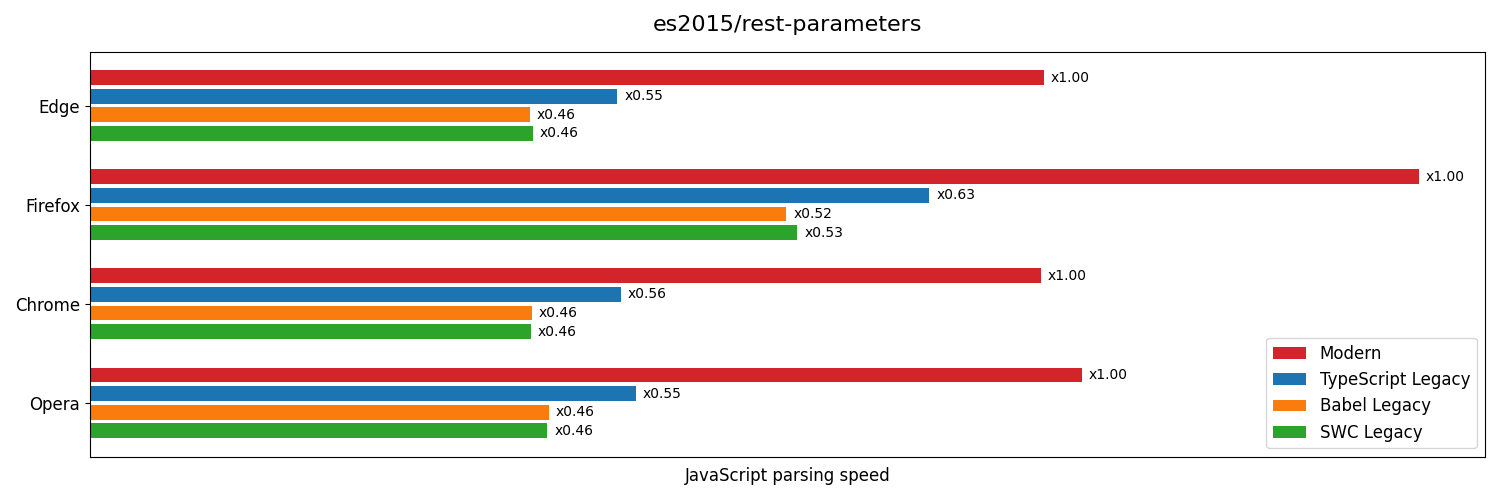 es2015/rest-parameters
Edge
x1.00
x0.55
x0.46
x0.46
Firefox
x1.00
x0.63
x0.52
x0.53
Chrome
x1.00
x0.56
x0.46
x0.46
Opera
x1.00
x0.55
x0.46
x0.46
Modern
TypeScript Legacy
Babel Legacy
SWC Legacy
JavaScript parsing speed